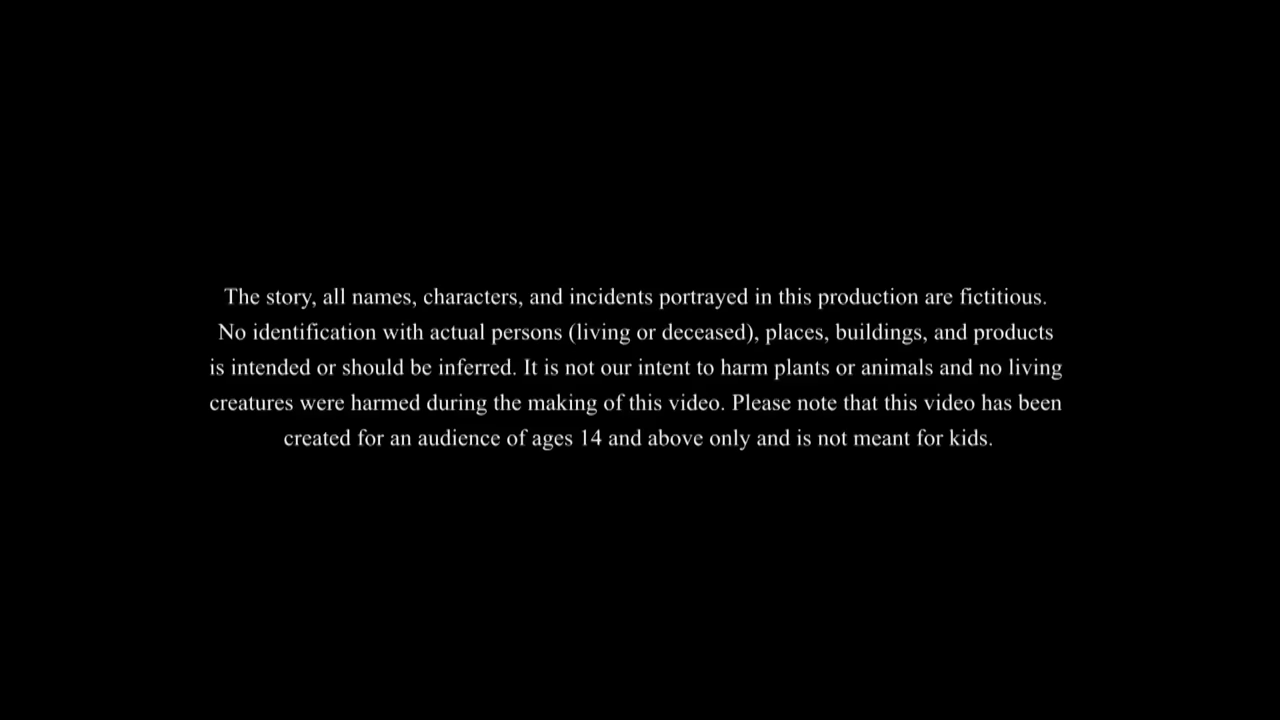 The story, all names, characters, and incidents portrayed in this production are fictitious.
No identification with actual persons (living or deceased), places, buildings, and products
is intended or should be inferred. It is not our intent to harm plants or animals and no living
creatures were harmed during the making of this video. Please note that this video has been
created for an audience of ages 14 and above only and is not meant for kids.